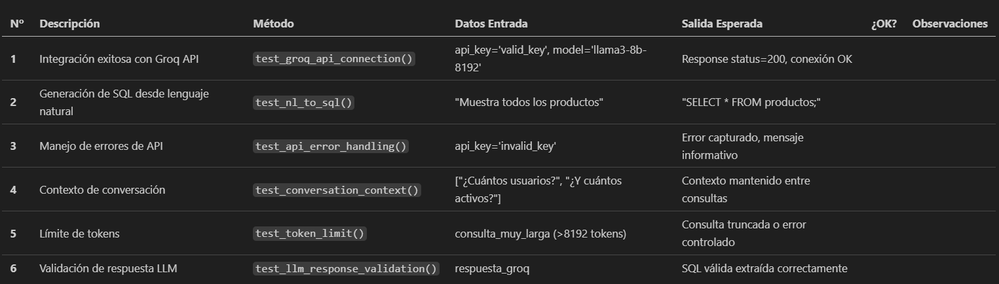 Nº Descripción Método Datos Entrada Salida Esperada ¿OK? Observaciones
1 Integración exitosa con Groq API test_groq_api_connection() api_key='valid_key', model='llama3-8b-
8192' Response status=200, conexión OK
2 Generación de SQL desde lenguaje
natural test_nl_to_sql() "Muestra todos los productos" "SELECT * FROM productos;"
3 Manejo de errores de API test_api_error_handling() api_key='invalid_key' Error capturado, mensaje
informativo
4 Contexto de conversación test_conversation_context() ["¿Cuántos usuarios?", "¿Y cuántos
activos?"] Contexto mantenido entre
consultas
5 Límite de tokens test_token_limit() consulta_muy_larga (>8192 tokens) Consulta truncada o error
controlado
6 Validación de respuesta LLM test_llm_response_validation() respuesta_groq SQL válida extraída correctamente